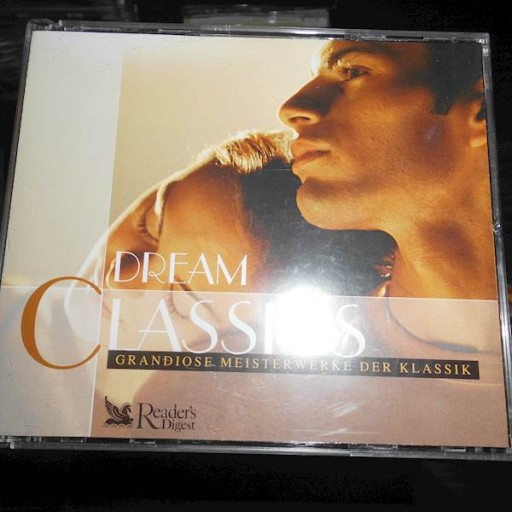 DREAM
CLASSICS
GRANDIOSE MEISTERWERKE DER KLASSIK
Reader's
Digest